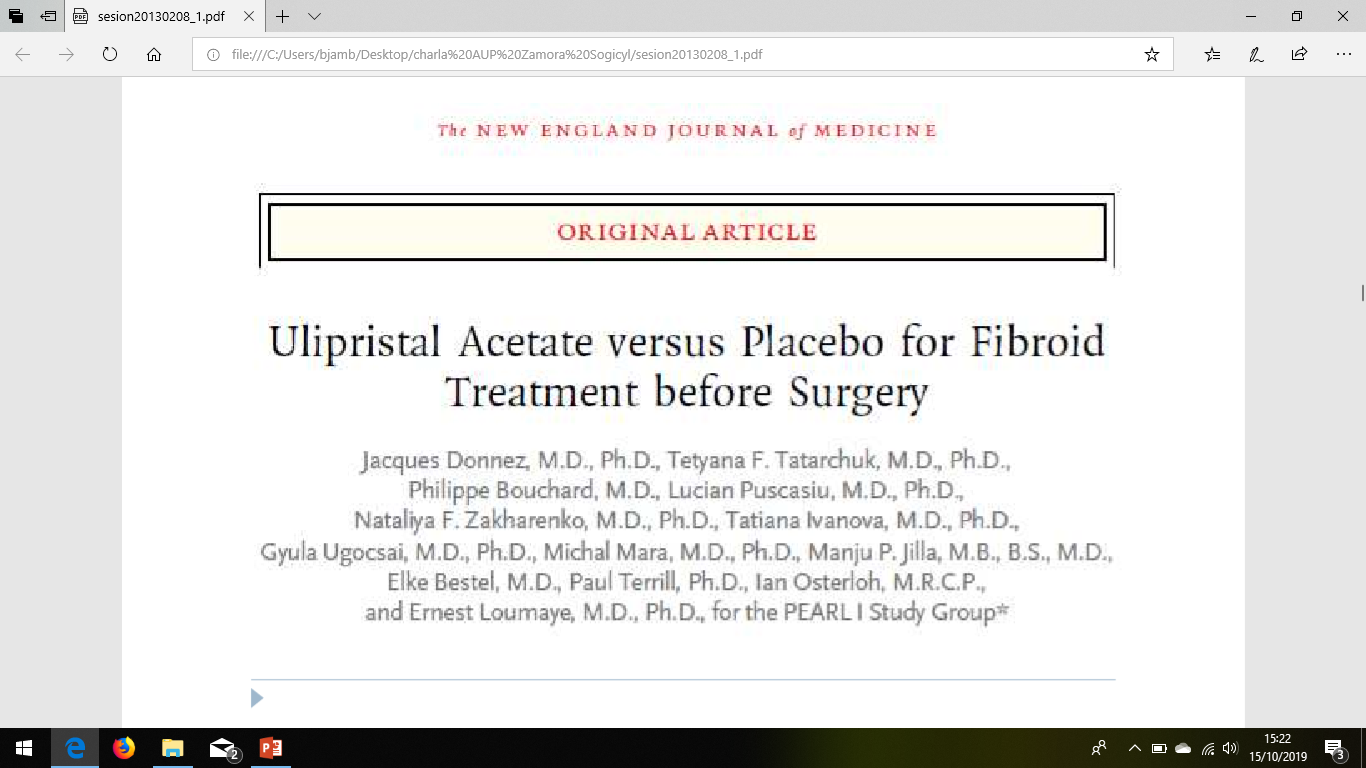 sesion20130208_1.pdf
file:///C:/Users/bjamb/Desktop/charla%20AUP%20Zamora%20Sogicyl/sesion20130208_1.pdf
The NEW ENGLAND JOURNAL of MEDICINE
ORIGINAL ARTICLE
Ulipristal Acetate versus Placebo for Fibroid
Treatment before Surgery
Jacques Donnez, M.D., Ph.D., Tetyana F. Tatarchuk, M.D., Ph.D.,
Philippe Bouchard, M.D., Lucian Puscasiu, M.D., Ph.D.,
Nataliya F. Zakharenko, M.D., Ph.D., Tatiana Ivanova, M.D., Ph.D.,
Gyula Ugocsai, M.D., Ph.D., Michal Mara, M.D., Ph.D., Manju P. Jilla, M.B., B.S., M.D.,
Elke Bestel, M.D., Paul Terrill, Ph.D., Ian Osterloh, M.R.C.P.,
and Ernest Loumaye, M.D., Ph.D., for the PEARL I Study Group*
2
15:22
15/10/2019
3